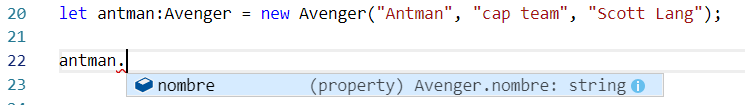 20 let antman:Avenger = new Avenger("Antman", "cap team", "Scott Lang");
21
22 antman.
23 nombre (property) Avenger.nombre: string